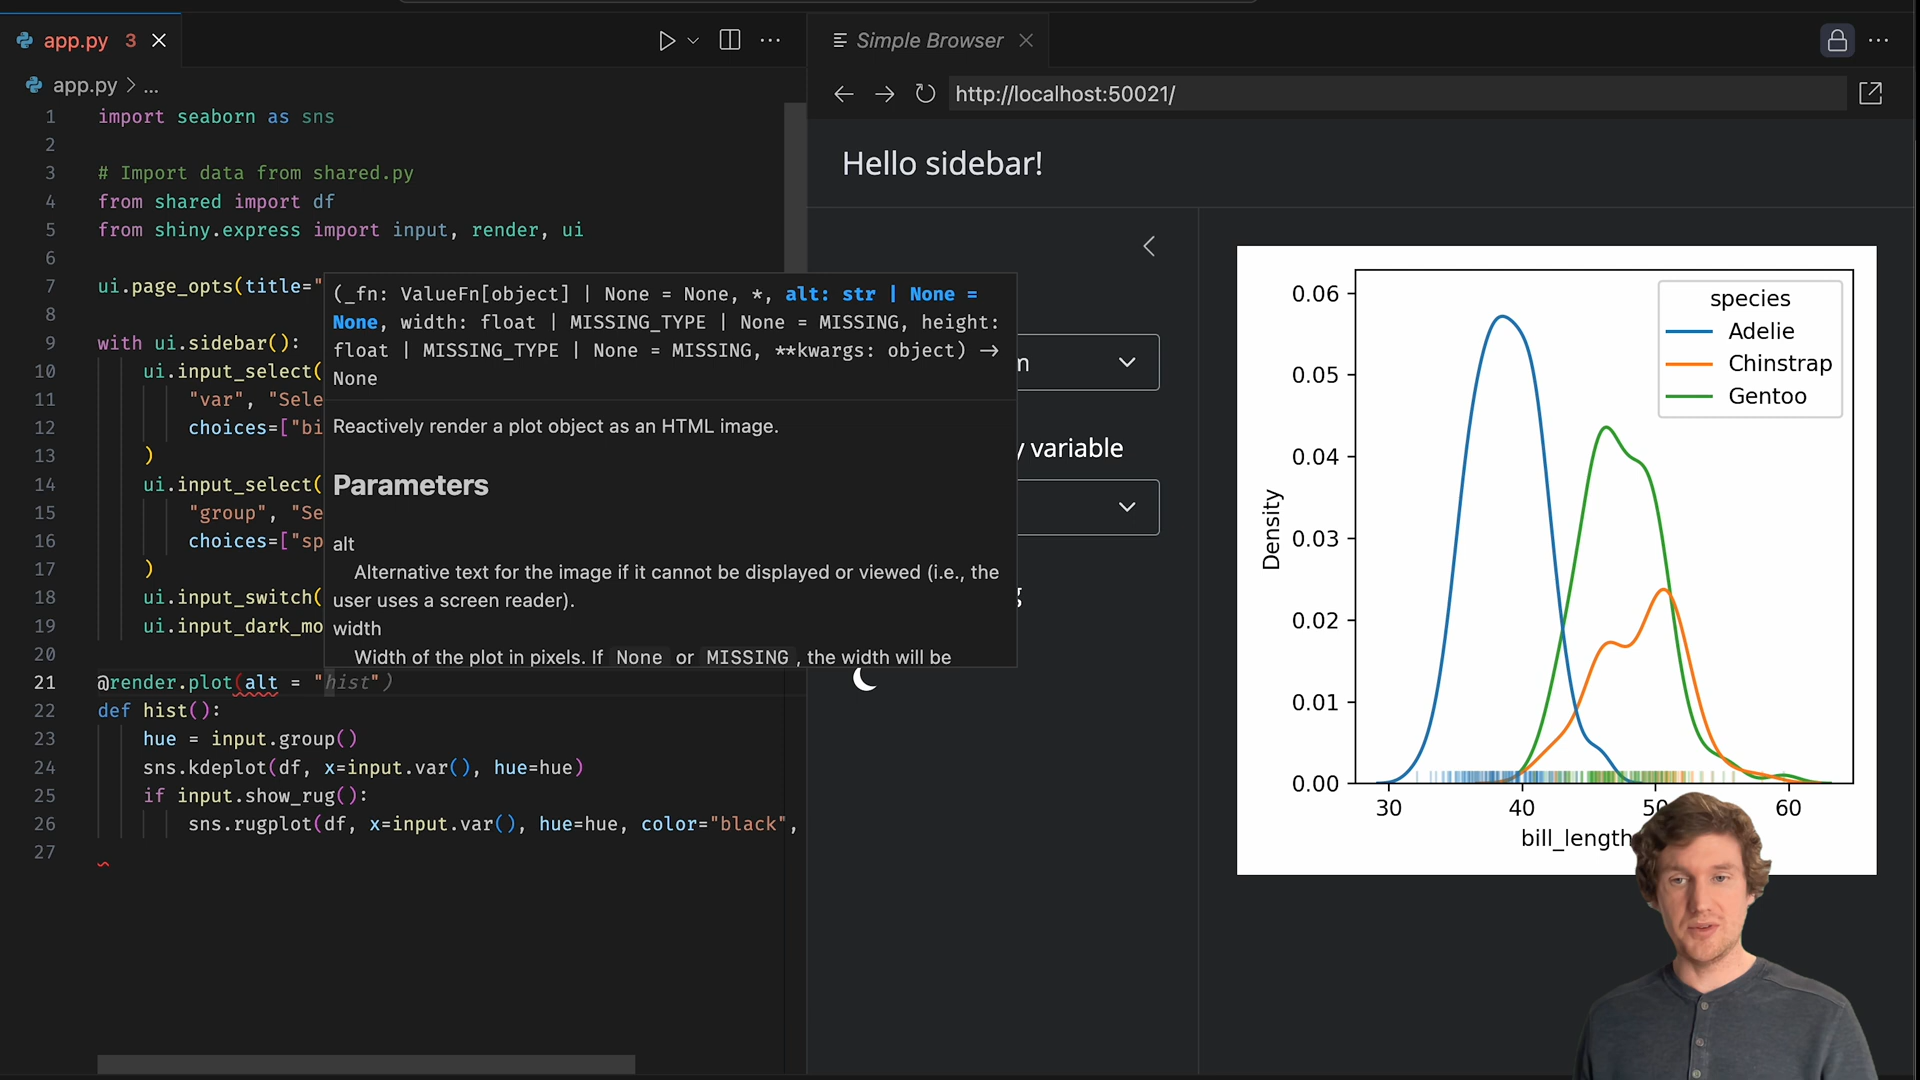 app.py 3
app.py > ...
1 import seaborn as sns
2
3 # Import data from shared.py
4 from shared import df
5 from shiny.express import input, render, ui
6
7 ui.page_opts(title="
8
9 with ui.sidebar():
10 ui.input_select(
11 "var", "Sele
12 choices=["bi
13 )
14 ui.input_select(
15 "group", "Se
16 choices=["sp
17 )
18 ui.input_switch(
19 ui.input_dark_mo
20
21 @render.plot(alt = "hist")
22 def hist():
23 hue = input.group()
24 sns.kdeplot(df, x=input.var(), hue=hue)
25 if input.show_rug():
26 sns.rugplot(df, x=input.var(), hue=hue, color="black",
27
(_fn: ValueFn[object] | None = None, *, alt: str | None =
None, width: float | MISSING_TYPE | None = MISSING, height:
float | MISSING_TYPE | None = MISSING, **kwargs: object) →
None
Reactively render a plot object as an HTML image.
Parameters
alt
Alternative text for the image if it cannot be displayed or viewed (i.e., the
user uses a screen reader).
width
Width of the plot in pixels. If None or MISSING, the width will be
Simple Browser
http://localhost:50021/
Hello sidebar!
n
y variable
g
species
Adelie
Chinstrap
Gentoo
Density
0.06
0.05
0.04
0.03
0.02
0.01
0.00
30 40 50 60
bill_length